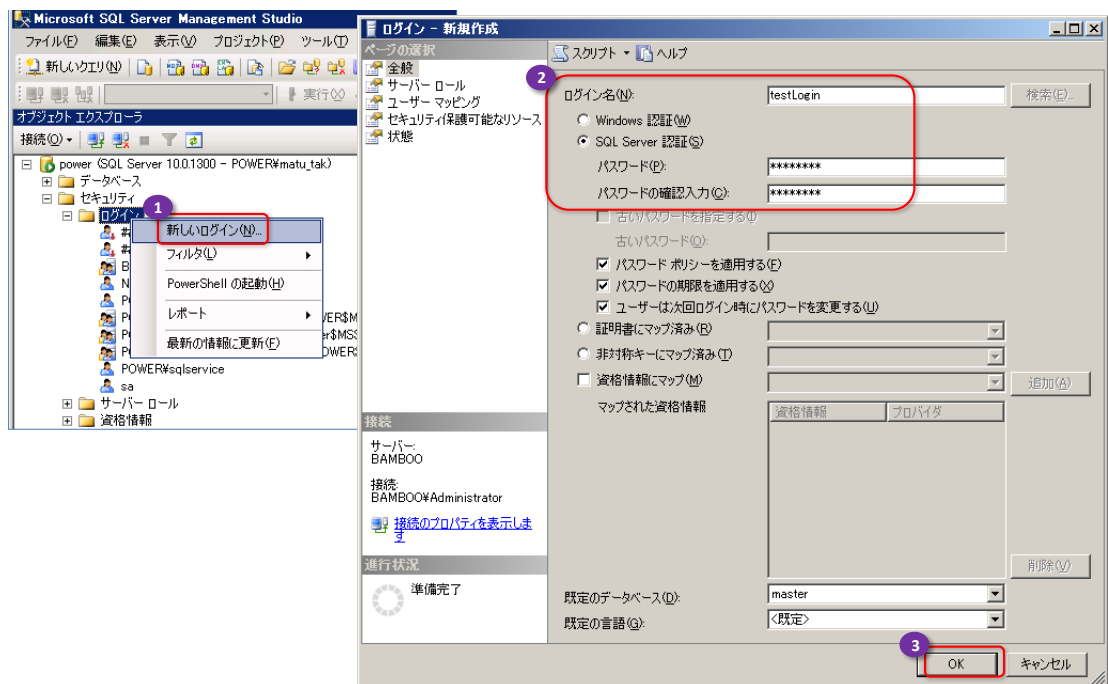 Microsoft SQL Server Management Studio
ファイル(F) 編集(E) 表示(V) プロジェクト(P) ツール(T)
新しいクエリ(N)
実行(X)
オブジェクト エクスプローラ
接続(O)
power (SQL Server 10.0.1300 - POWER¥matu_tak)
データベース
セキュリティ
ログイン
1
新しいログイン(N)...
フィルタ(L)
PowerShell の起動(H)
レポート
最新の情報に更新(F)
POWER¥sqlservice
sa
サーバー ロール
資格情報
ログイン - 新規作成
ページの選択
全般
サーバー ロール
ユーザー マッピング
セキュリティ保護可能なリソース
状態
接続
サーバー:
BAMBOO
接続:
BAMBOO¥Administrator
接続のプロパティを表示しま
す
進行状況
準備完了
スクリプト ヘルプ
2
ログイン名(N): testLogin 検索(E)...
Windows 認証(W)
SQL Server 認証(S)
パスワード(P): ********
パスワードの確認入力(C): ********
古いパスワードを指定する(I)
古いパスワード(O):
パスワード ポリシーを適用する(F)
パスワードの期限を適用する(X)
ユーザーは次回ログイン時にパスワードを変更する(U)
証明書にマップ済み(R)
非対称キーにマップ済み(T)
資格情報にマップ(M) 追加(A)
マップされた資格情報 資格情報 プロバイダ
削除(V)
既定のデータベース(D): master
既定の言語(G): <既定>
3
OK キャンセル